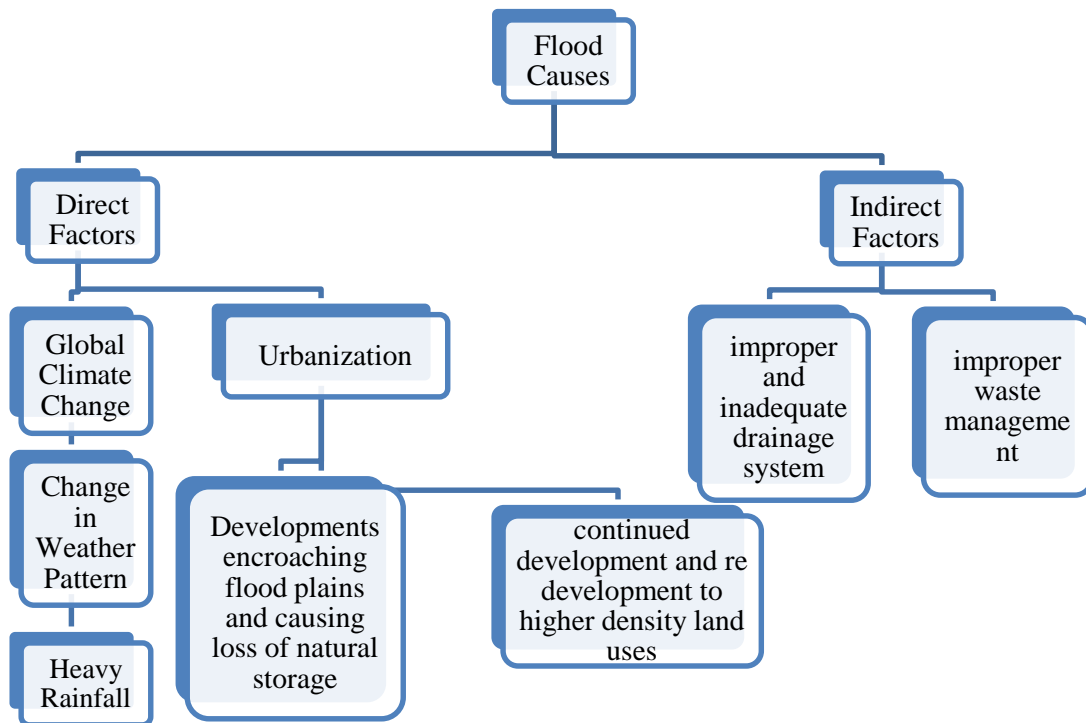 Flood
Causes
Direct
Factors
Indirect
Factors
Global
Climate
Change
Urbanization
improper
and
inadequate
drainage
system
improper
waste
manageme
nt
Change
in
Weather
Pattern
Developments
encroaching
flood plains
and causing
loss of natural
storage
continued
development and re
development to
higher density land
uses
Heavy
Rainfall